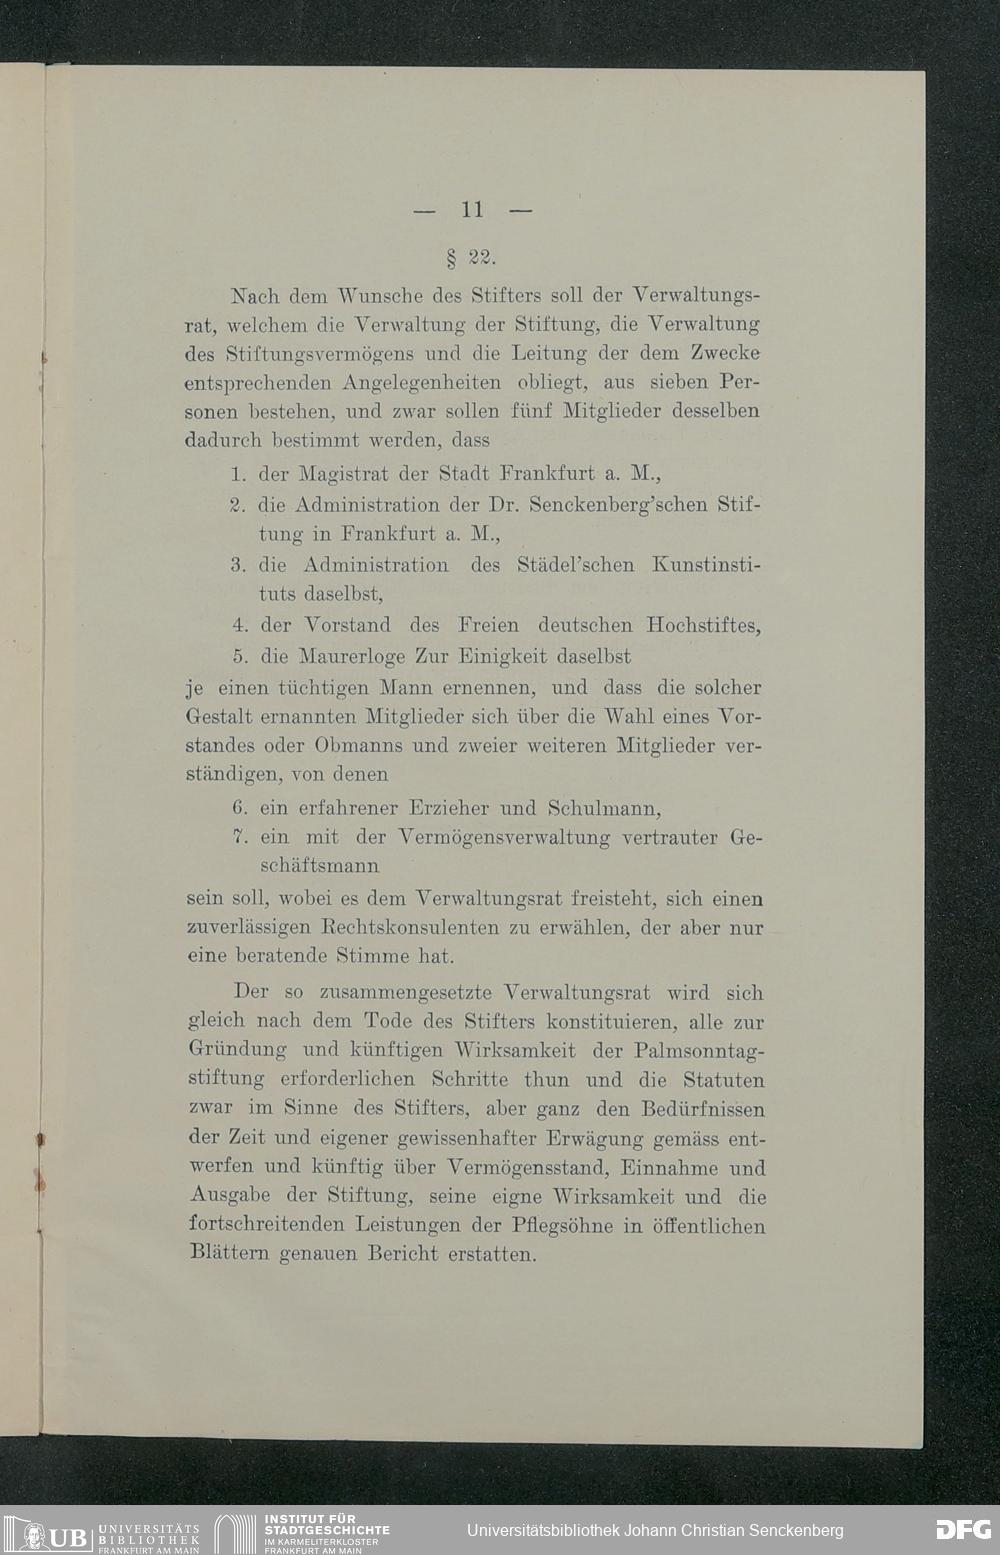 — 11 —
§ 22.
Nach dem Wunsche des Stifters soll der Verwaltungs-
rat, welchem die Verwaltung der Stiftung, die Verwaltung
des Stiftungsvermögens und die Leitung der dem Zwecke
entsprechenden Angelegenheiten obliegt, aus sieben Per-
sonen bestehen, und zwar sollen fünf Mitglieder desselben
dadurch bestimmt werden, dass
1. der Magistrat der Stadt Frankfurt a. M.,
2. die Administration der Dr. Senckenberg'schen Stif-
tung in Frankfurt a. M.,
3. die Administration des Städel'schen Kunstinsti-
tuts daselbst,
4. der Vorstand des Freien deutschen Hochstiftes,
5. die Maurerloge Zur Einigkeit daselbst
je einen tüchtigen Mann ernennen, und dass die solcher
Gestalt ernannten Mitglieder sich über die Wahl eines Vor-
standes oder Obmanns und zweier weiteren Mitglieder ver-
ständigen, von denen
6. ein erfahrener Erzieher und Schulmann,
7. ein mit der Vermögensverwaltung vertrauter Ge-
schäftsmann
sein soll, wobei es dem Verwaltungsrat freisteht, sich einen
zuverlässigen Rechtskonsulenten zu erwählen, der aber nur
eine beratende Stimme hat.
Der so zusammengesetzte Verwaltungsrat wird sich
gleich nach dem Tode des Stifters konstituieren, alle zur
Gründung und künftigen Wirksamkeit der Palmsonntag-
stiftung erforderlichen Schritte thun und die Statuten
zwar im Sinne des Stifters, aber ganz den Bedürfnissen
der Zeit und eigener gewissenhafter Erwägung gemäss ent-
werfen und künftig über Vermögensstand, Einnahme und
Ausgabe der Stiftung, seine eigne Wirksamkeit und die
fortschreitenden Leistungen der Pflegsöhne in öffentlichen
Blättern genauen Bericht erstatten.
UB UNIVERSITÄTS
BIBLIOTHEK
FRANKFURT AM MAIN
INSTITUT FÜR
STADTGESCHICHTE
IM KARMELITERKLOSTER
FRANKFURT AM MAIN
Universitätsbibliothek Johann Christian Senckenberg
DFG